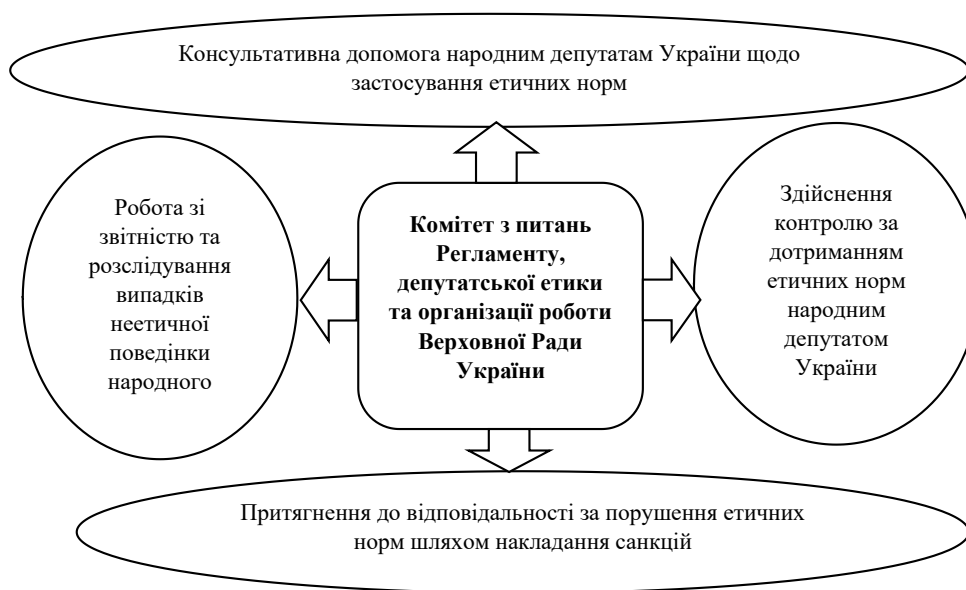 Консультативна допомога народним депутатам України щодо
застосування етичних норм
Робота зі
звітністю та
розслідування
випадків
неетичної
поведінки
народного
Комітет з питань
Регламенту,
депутатської етики
та організації роботи
Верховної Ради
України
Здійснення
контролю за
дотриманням
етичних норм
народним
депутатом
України
Притягнення до відповідальності за порушення етичних
норм шляхом накладання санкцій